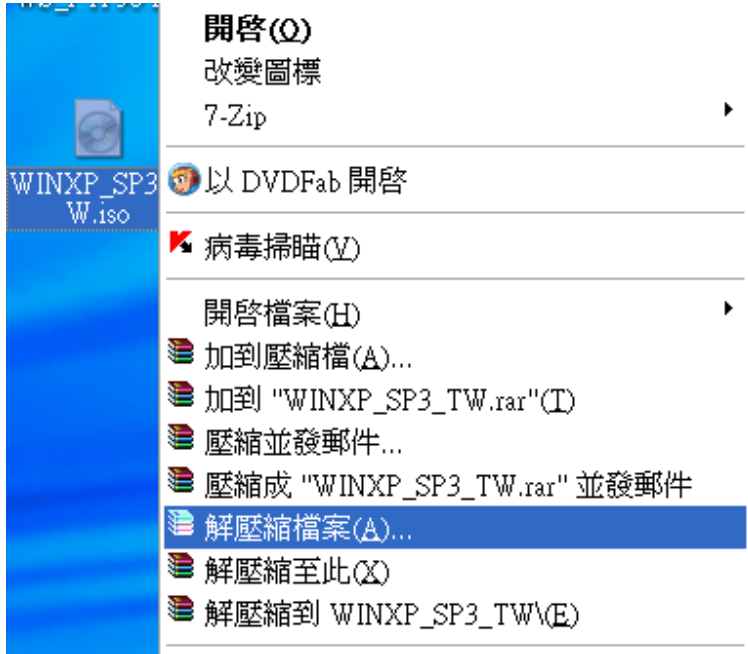 開啓(O)
改變圖標
7-Zip
WINXP_SP3
W.iso
以 DVDFab 開啓
病毒掃瞄(V)
開啓檔案(H)
加到壓縮檔(A)...
加到 "WINXP_SP3_TW.rar"(T)
壓縮並發郵件...
壓縮成 "WINXP_SP3_TW.rar" 並發郵件
解壓縮檔案(A)...
解壓縮至此(X)
解壓縮到 WINXP_SP3_TW\(E)